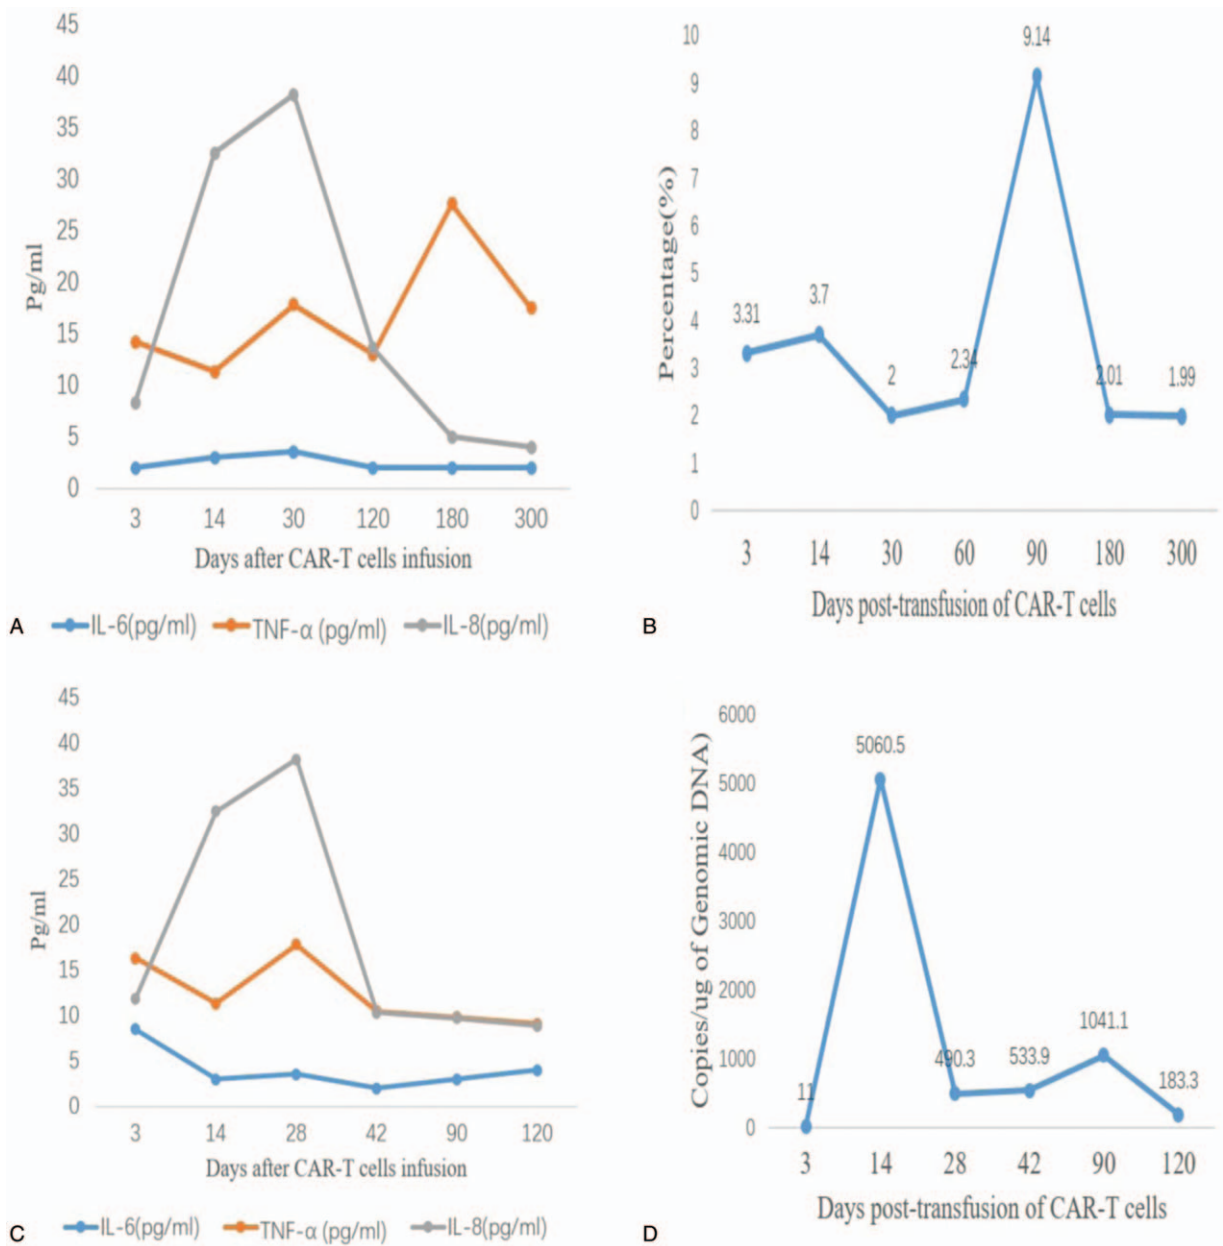 45
40
35
30
25
20
15
10
5
0
Pg/ml
3 14 30 120 180 300
Days after CAR-T cells infusion
A IL-6(pg/ml) TNF-α (pg/ml) IL-8(pg/ml)
10
9
8
7
6
5
4
3
2
1
0
Percentage(%)
3.31 3.7 2 2.34 9.14 2.01 1.99
3 14 30 60 90 180 300
Days post-transfusion of CAR-T cells
B
45
40
35
30
25
20
15
10
5
0
Pg/ml
3 14 28 42 90 120
Days after CAR-T cells infusion
C IL-6(pg/ml) TNF-α (pg/ml) IL-8(pg/ml)
6000
5000
4000
3000
2000
1000
0
Copies/ug of Genomic DNA)
11 5060.5 490.3 533.9 1041.1 183.3
3 14 28 42 90 120
Days post-transfusion of CAR-T cells
D